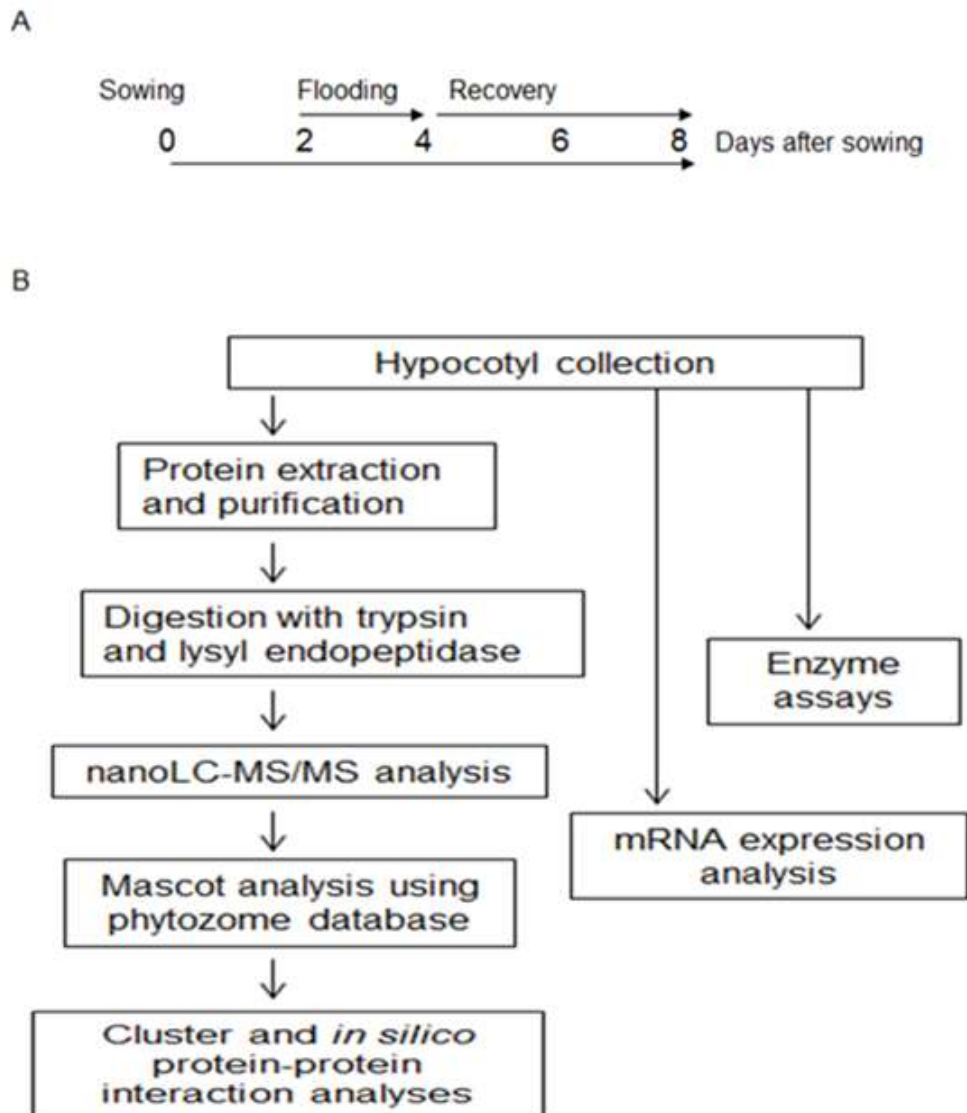 A
Sowing Flooding Recovery
0 2 4 6 8 Days after sowing
B
Hypocotyl collection
Protein extraction
and purification
Digestion with trypsin
and lysyl endopeptidase
Enzyme
assays
nanoLC-MS/MS analysis
mRNA expression
analysis
Mascot analysis using
phytozome database
Cluster and in silico
protein-protein
interaction analyses